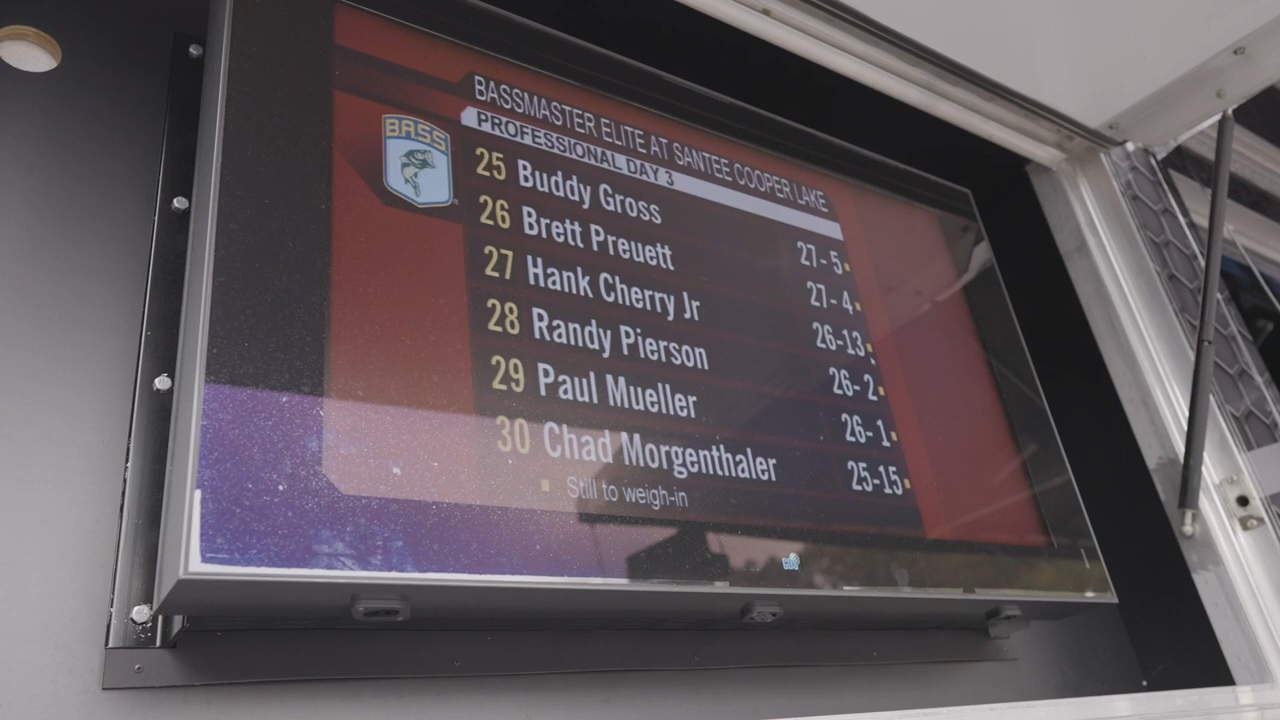 BASSMASTER ELITE AT SANTEE COOPER LAKE
PROFESSIONAL DAY 3
BASS
25 Buddy Gross 27- 5
26 Brett Preuett 27- 4
27 Hank Cherry Jr 26-13
28 Randy Pierson 26- 2
29 Paul Mueller 26- 1
30 Chad Morgenthaler 25-15
Still to weigh-in